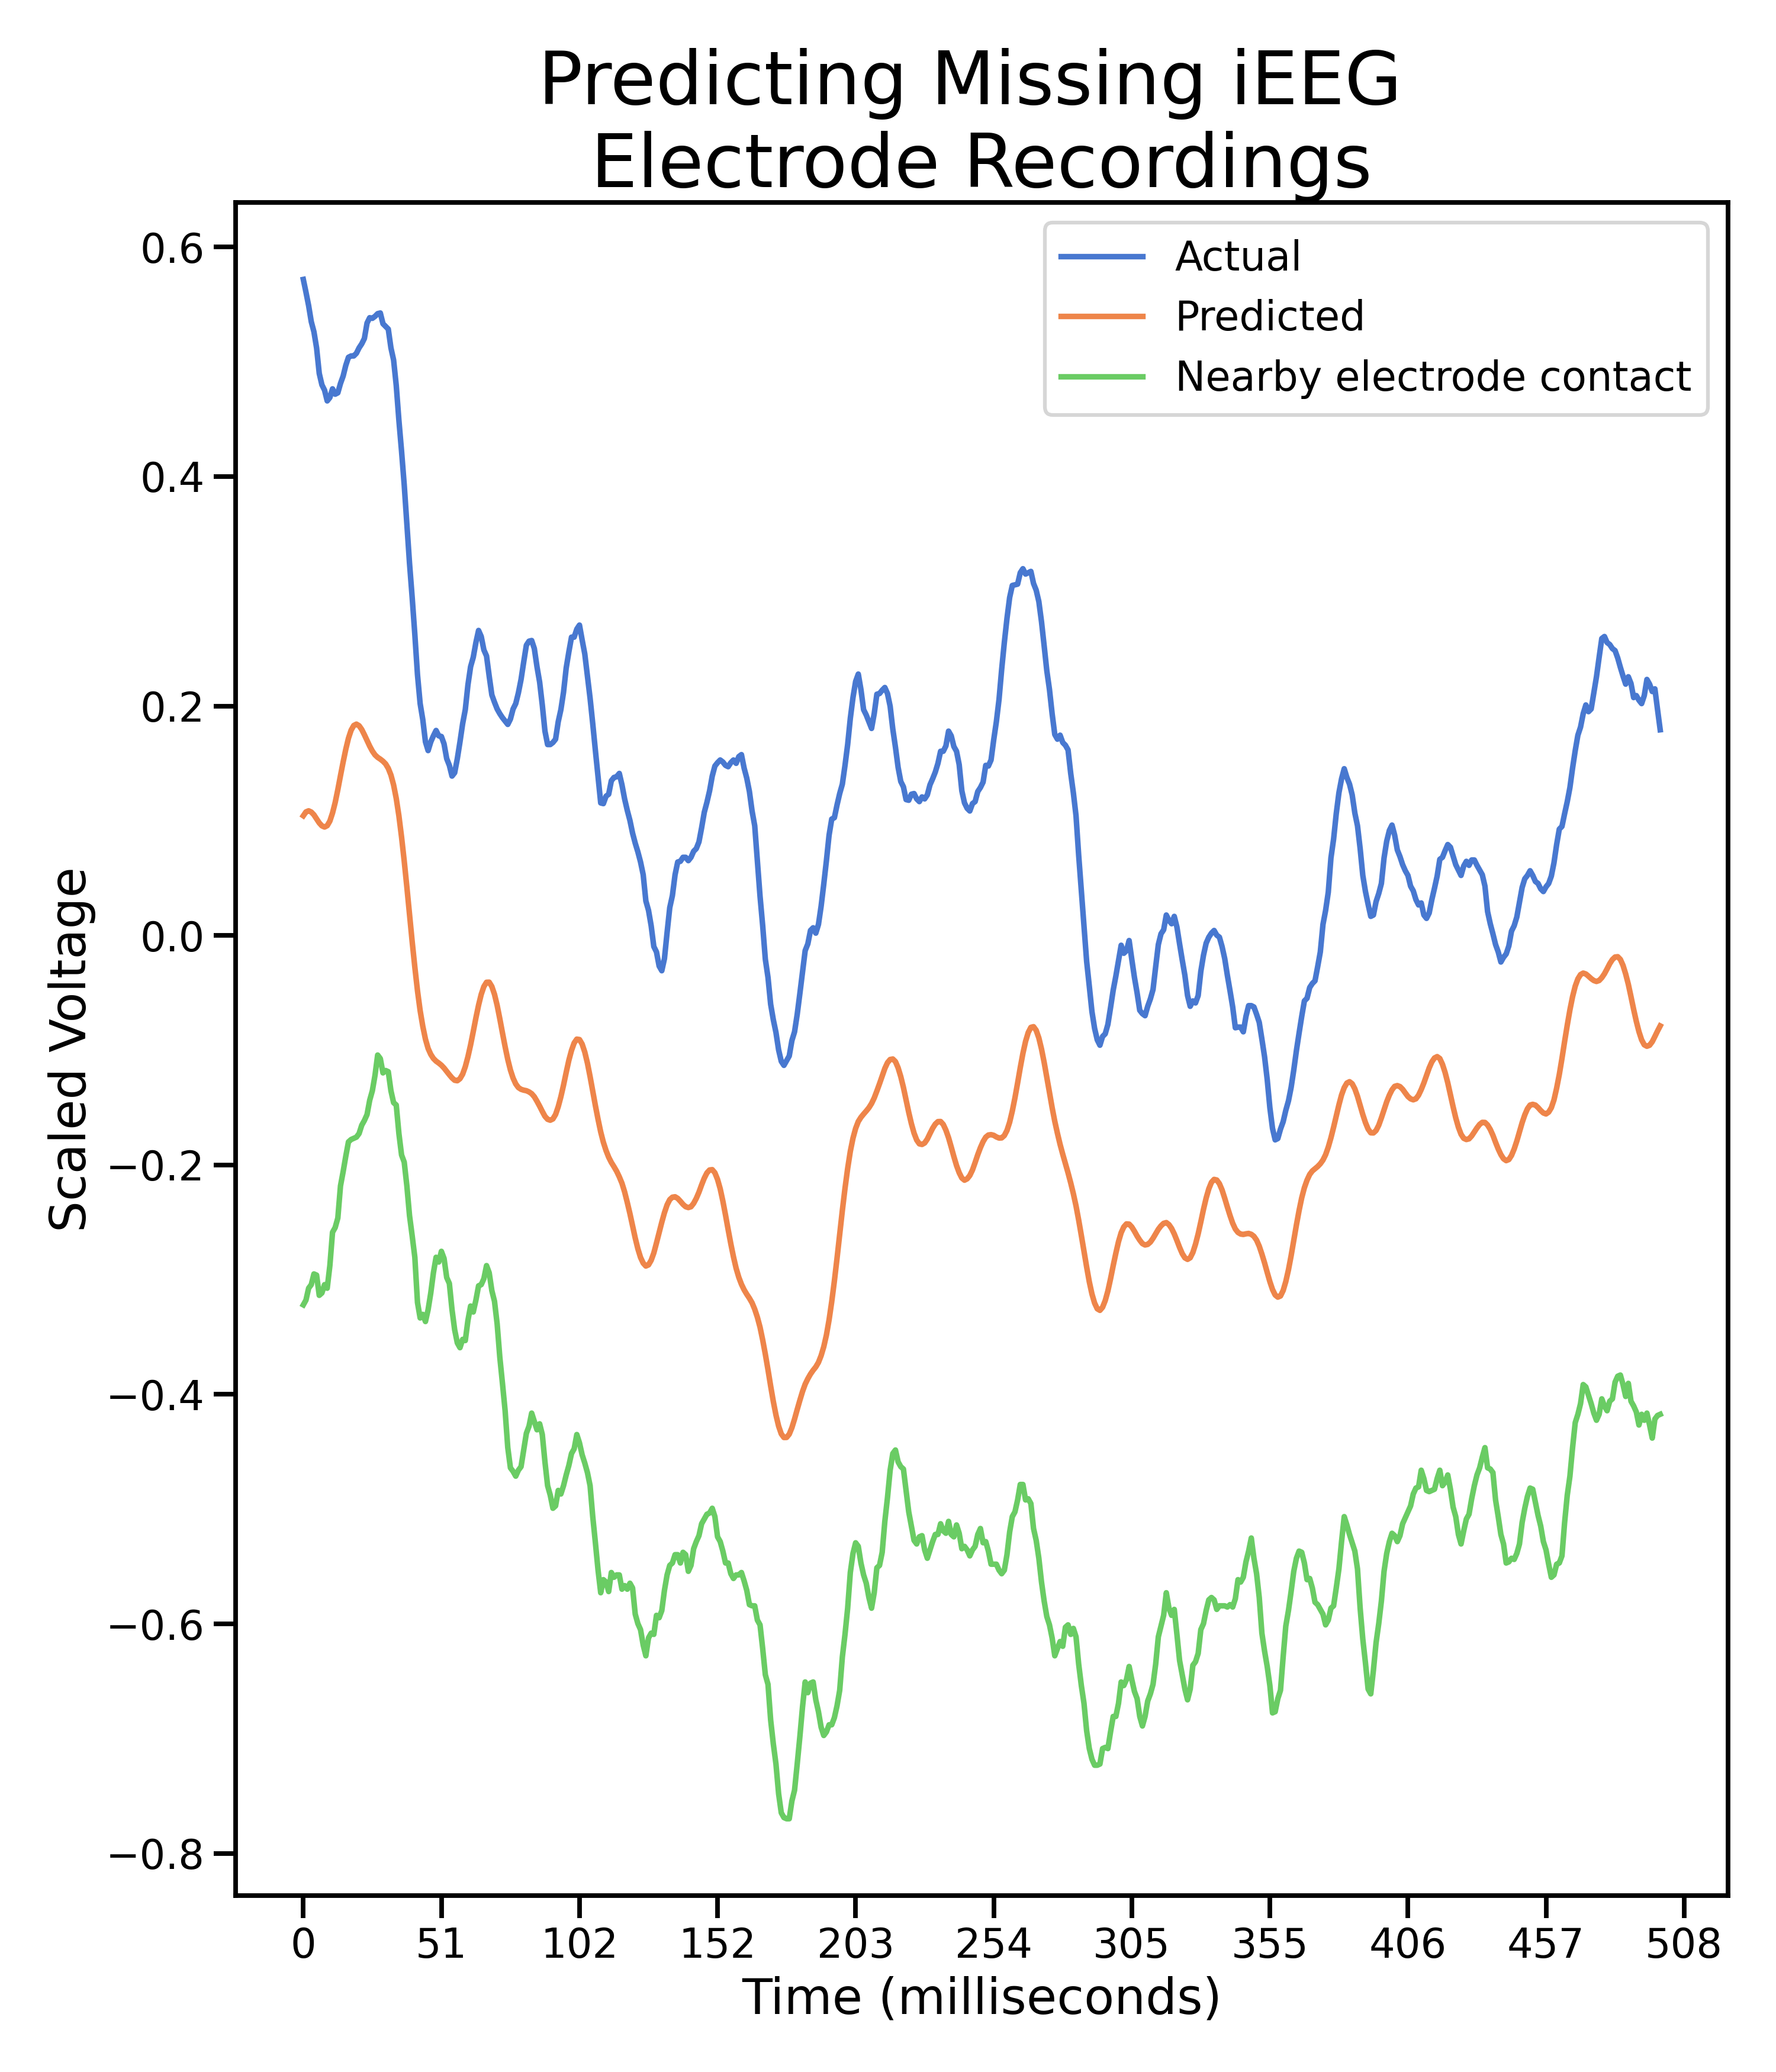 Predicting Missing iEEG
Electrode Recordings
Actual
Predicted
Nearby electrode contact
Scaled Voltage
0.6
0.4
0.2
0.0
−0.2
−0.4
−0.6
−0.8
0 51 102 152 203 254 305 355 406 457 508
Time (milliseconds)